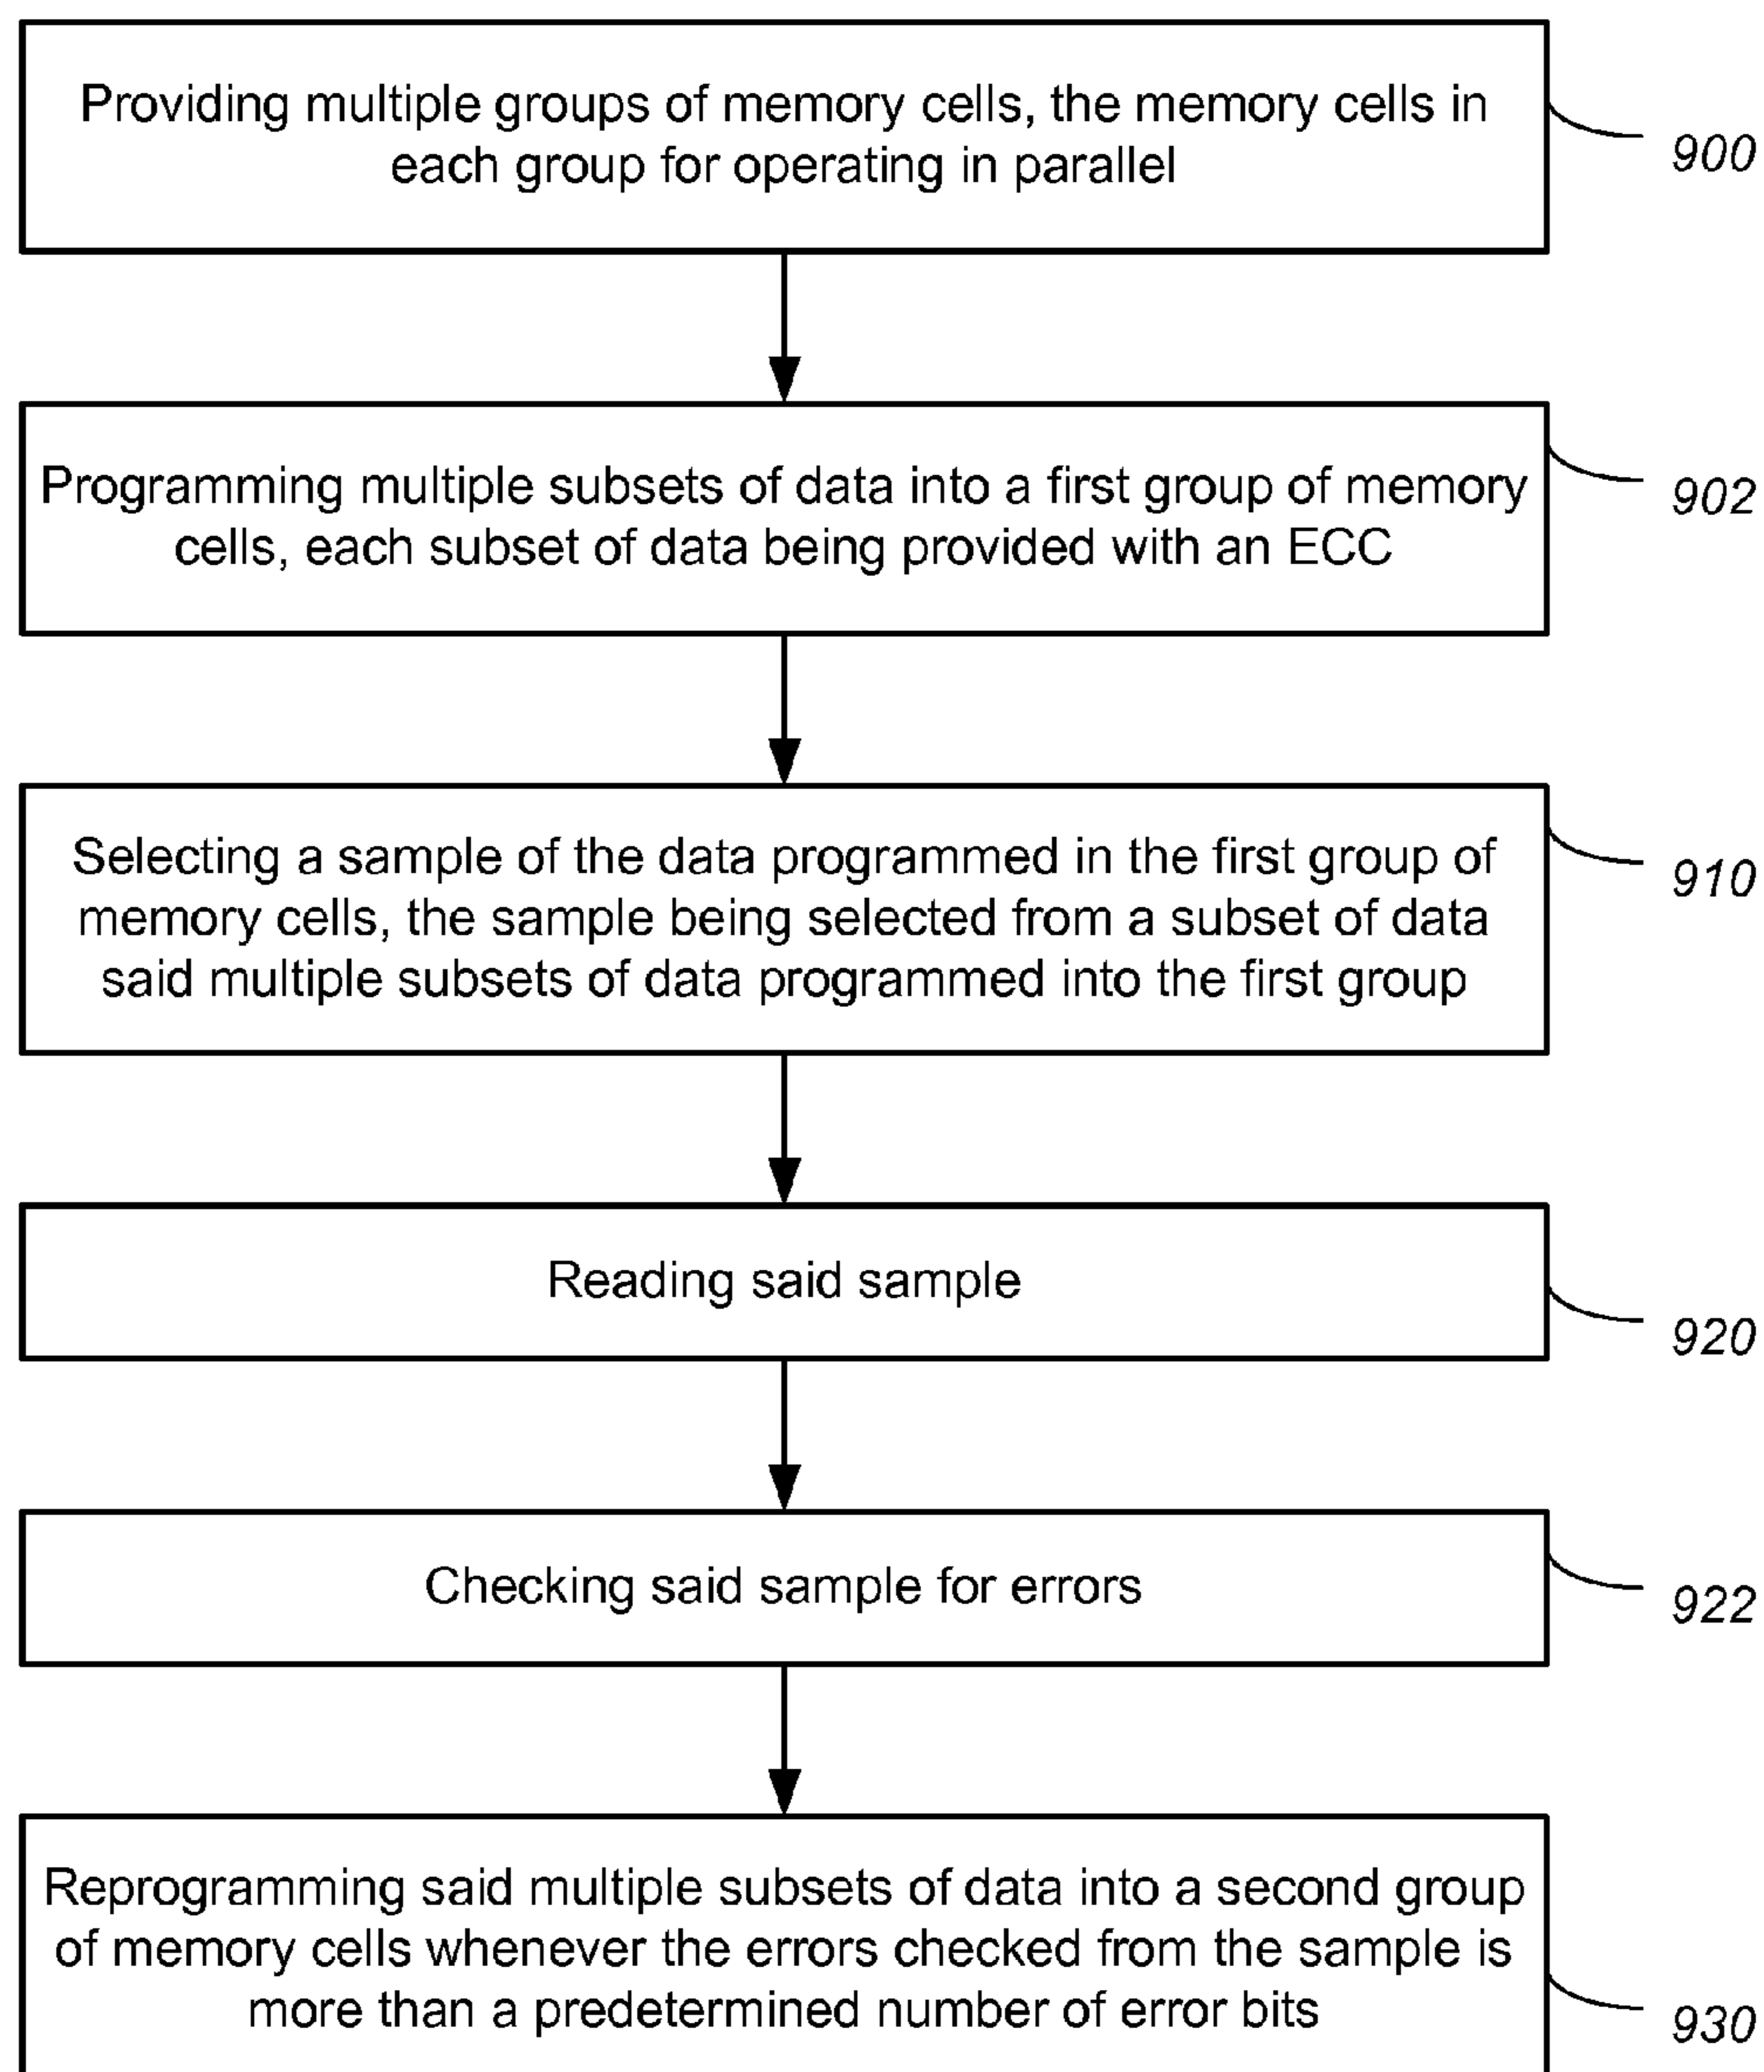 Providing multiple groups of memory cells, the memory cells in
each group for operating in parallel
900
Programming multiple subsets of data into a first group of memory
cells, each subset of data being provided with an ECC
902
Selecting a sample of the data programmed in the first group of
memory cells, the sample being selected from a subset of data
said multiple subsets of data programmed into the first group
910
Reading said sample
920
Checking said sample for errors
922
Reprogramming said multiple subsets of data into a second group
of memory cells whenever the errors checked from the sample is
more than a predetermined number of error bits
930